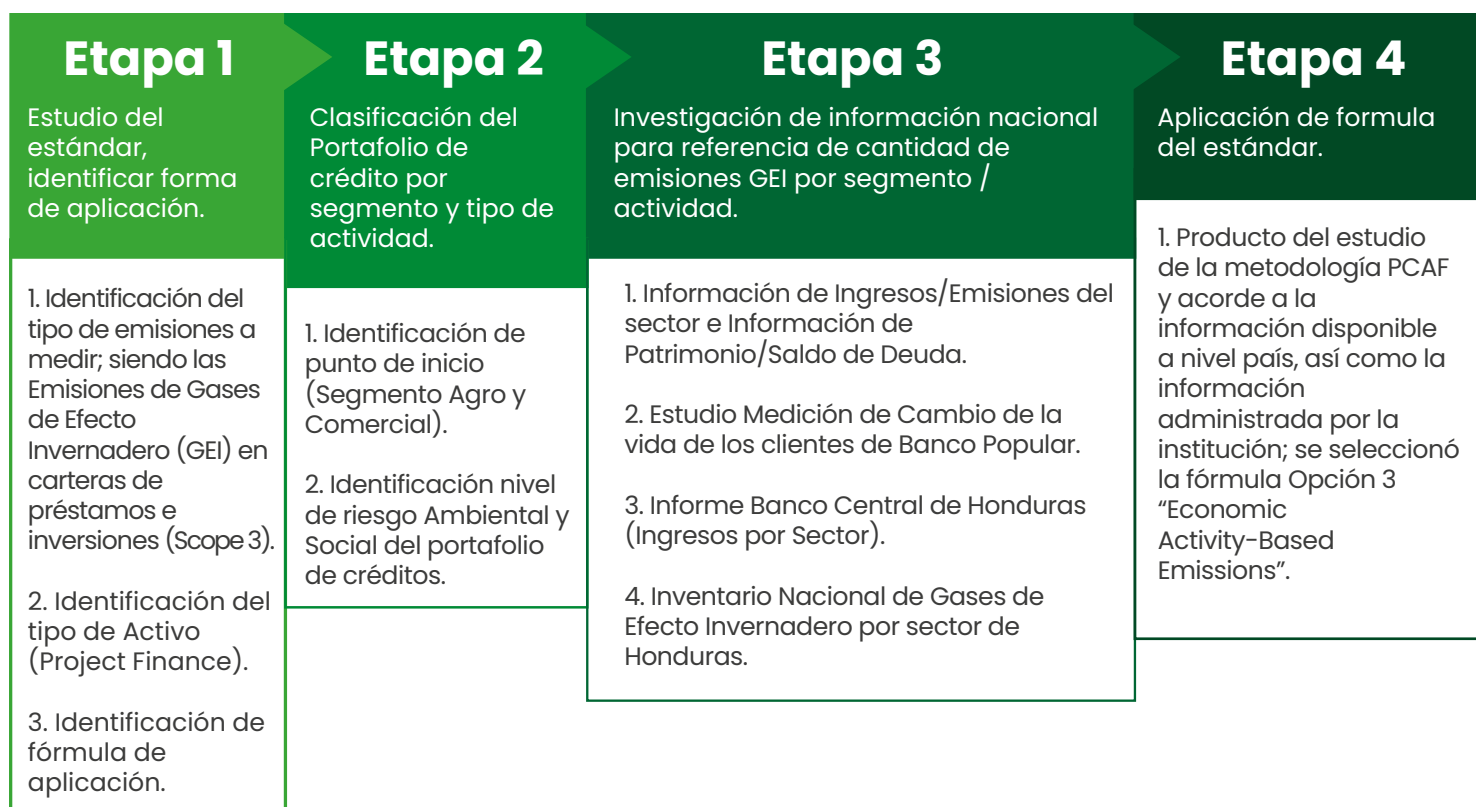 Etapa 1
Estudio del
estándar,
identificar forma
de aplicación.
1. Identificación del
tipo de emisiones a
medir; siendo las
Emisiones de Gases
de Efecto
Invernadero (GEI) en
carteras de
préstamos e
inversiones (Scope 3).
2. Identificación del
tipo de Activo
(Project Finance).
3. Identificación de
fórmula de
aplicación.
Etapa 2
Clasificación del
Portafolio de
crédito por
segmento y tipo de
actividad.
1. Identificación de
punto de inicio
(Segmento Agro y
Comercial).
2. Identificación nivel
de riesgo Ambiental y
Social del portafolio
de créditos.
Etapa 3
Investigación de información nacional
para referencia de cantidad de
emisiones GEI por segmento /
actividad.
1. Información de Ingresos/Emisiones del
sector e Información de
Patrimonio/Saldo de Deuda.
2. Estudio Medición de Cambio de la
vida de los clientes de Banco Popular.
3. Informe Banco Central de Honduras
(Ingresos por Sector).
4. Inventario Nacional de Gases de
Efecto Invernadero por sector de
Honduras.
Etapa 4
Aplicación de formula
del estándar.
1. Producto del estudio
de la metodología PCAF
y acorde a la
información disponible
a nivel país, así como la
información
administrada por la
institución; se seleccionó
la fórmula Opción 3
“Economic
Activity-Based
Emissions”.